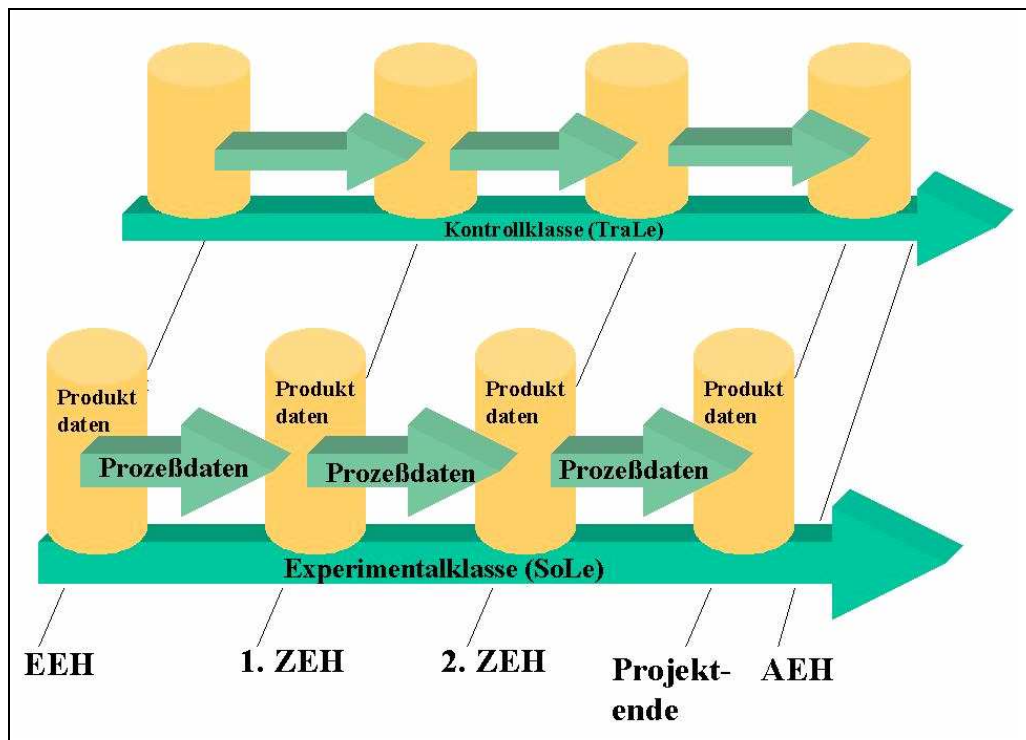 Kontrollklasse (TraLe)
Produkt
daten
Produkt
daten
Produkt
daten
Produkt
daten
Prozeßdaten
Prozeßdaten
Prozeßdaten
Experimentalklasse (SoLe)
EEH
1. ZEH
2. ZEH
Projekt-
ende
AEH